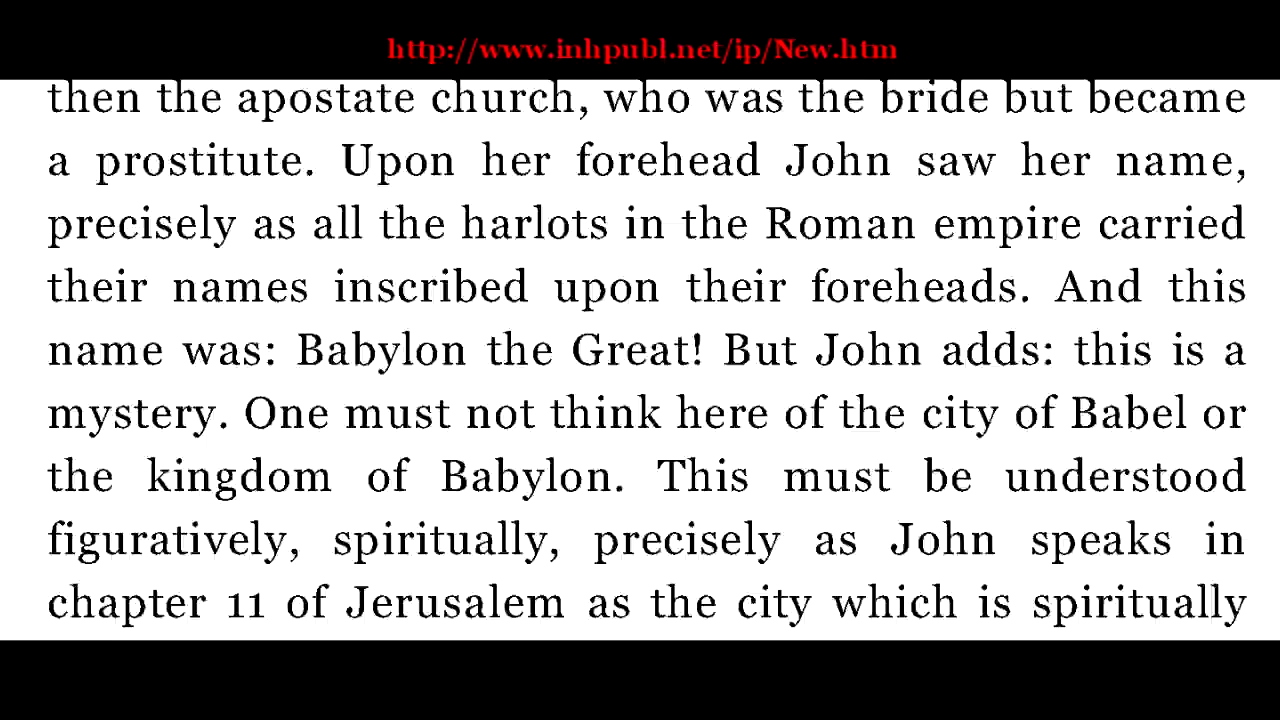 http://www.inhpubl.net/ip/New.htm
then the apostate church, who was the bride but became
a prostitute. Upon her forehead John saw her name,
precisely as all the harlots in the Roman empire carried
their names inscribed upon their foreheads. And this
name was: Babylon the Great! But John adds: this is a
mystery. One must not think here of the city of Babel or
the kingdom of Babylon. This must be understood
figuratively, spiritually, precisely as John speaks in
chapter 11 of Jerusalem as the city which is spiritually